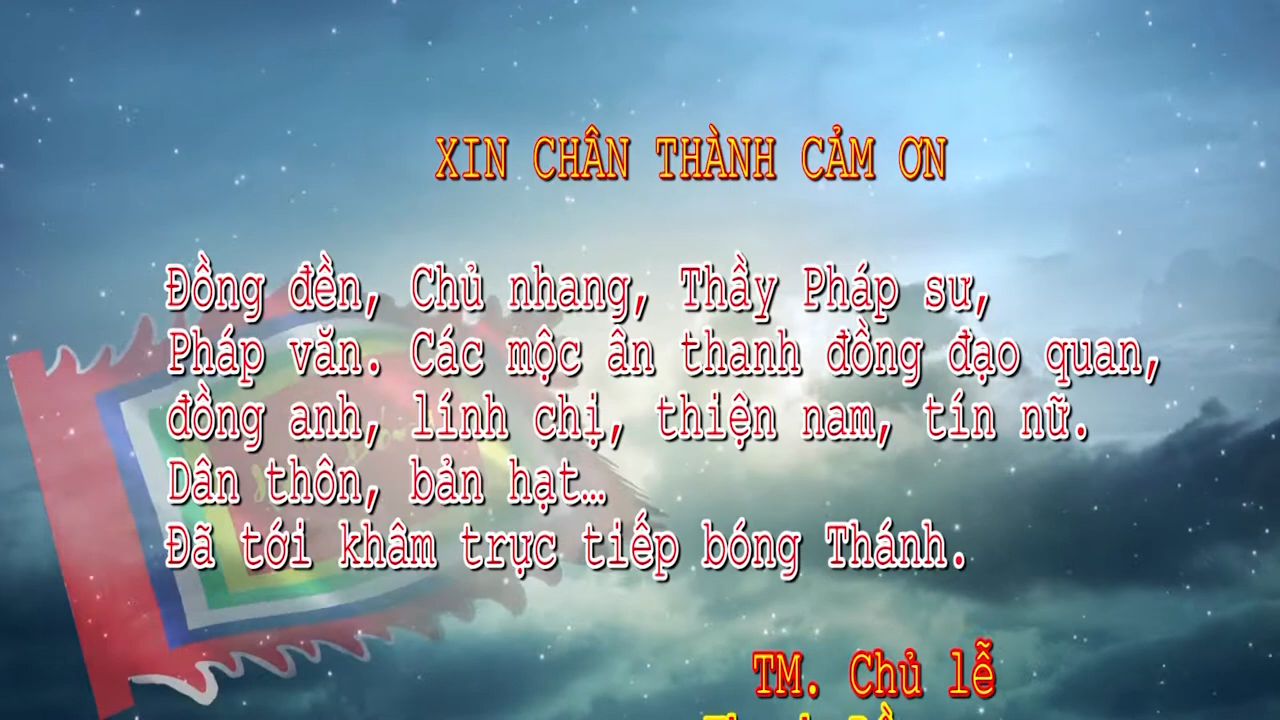 XIN CHÂN THÀNH CẢM ƠN
Đồng đền, Chủ nhang, Thầy Pháp sư,
Pháp văn. Các mộc ân thanh đồng đạo quan,
đồng anh, lính chị, thiện nam, tín nữ.
Dân thôn, bản hạt…
Đã tới khâm trực tiếp bóng Thánh.
TM. Chủ lễ